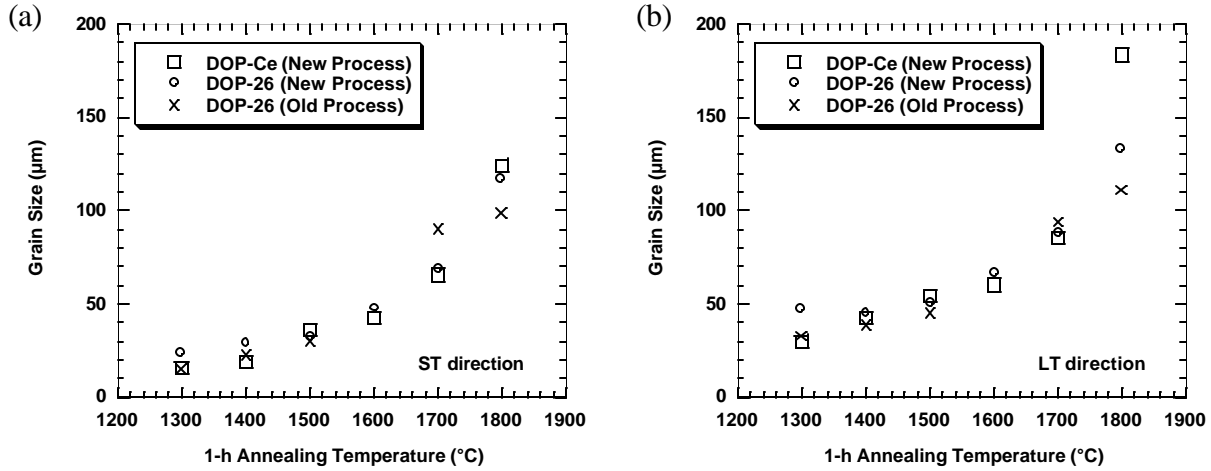 (a)
200
150
100
50
0
Grain Size (µm)
DOP-Ce (New Process)
DOP-26 (New Process)
DOP-26 (Old Process)
ST direction
1200 1300 1400 1500 1600 1700 1800 1900
1-h Annealing Temperature (°C)
(b)
200
150
100
50
0
Grain Size (µm)
DOP-Ce (New Process)
DOP-26 (New Process)
DOP-26 (Old Process)
LT direction
1200 1300 1400 1500 1600 1700 1800 1900
1-h Annealing Temperature (°C)